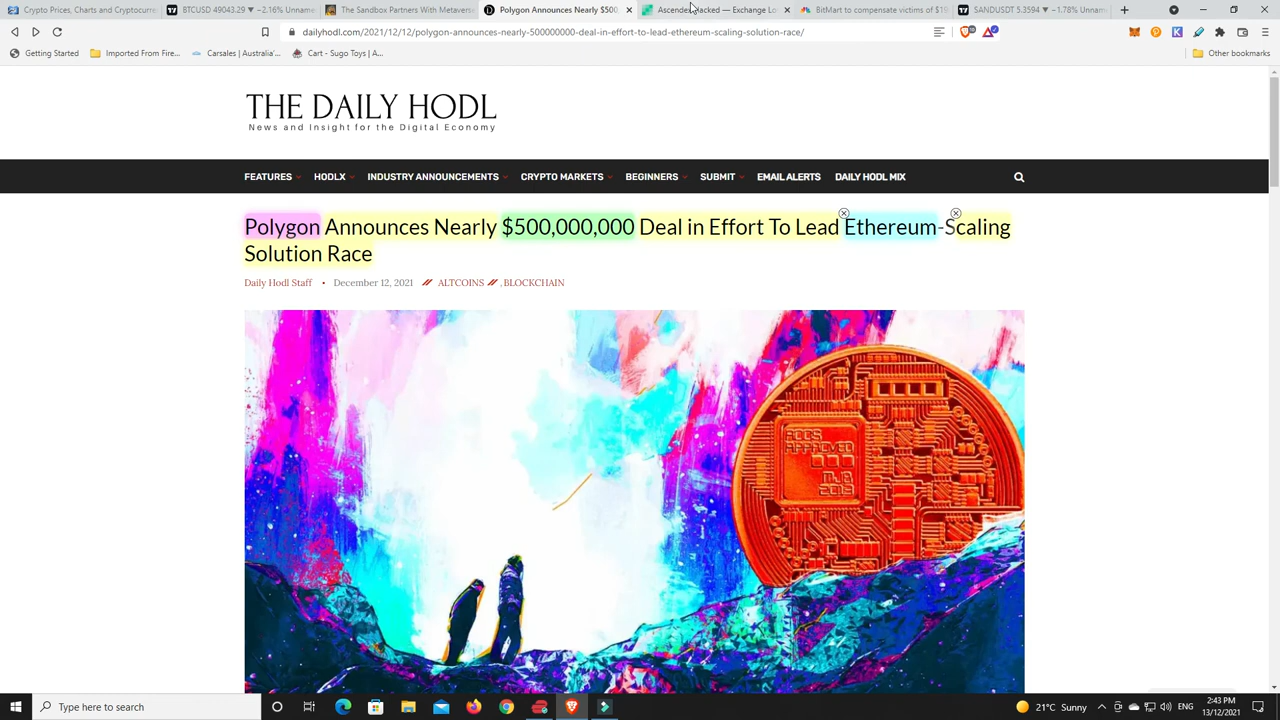 Crypto Prices, Charts and Cryptocurre
BTCUSD 49043.29 ▼ −2.16% Unname
The Sandbox Partners With Metaverse
Polygon Announces Nearly $500,
AscendEX Hacked — Exchange Lo
BitMart to compensate victims of $19
SANDUSDT 5.3594 ▼ −1.78% Unnam
dailyhodl.com/2021/12/12/polygon-announces-nearly-500000000-deal-in-effort-to-lead-ethereum-scaling-solution-race/
Getting Started
Imported From Fire...
Carsales | Australia'...
Cart - Sugo Toys | A...
Other bookmarks
THE DAILY HODL
News and Insight for the Digital Economy
FEATURES HODLX INDUSTRY ANNOUNCEMENTS CRYPTO MARKETS BEGINNERS SUBMIT EMAIL ALERTS DAILY HODL MIX
Polygon Announces Nearly $500,000,000 Deal in Effort To Lead Ethereum-Scaling
Solution Race
Daily Hodl Staff • December 12, 2021 ALTCOINS , BLOCKCHAIN
Type here to search
21°C Sunny
ENG
2:43 PM
13/12/2021